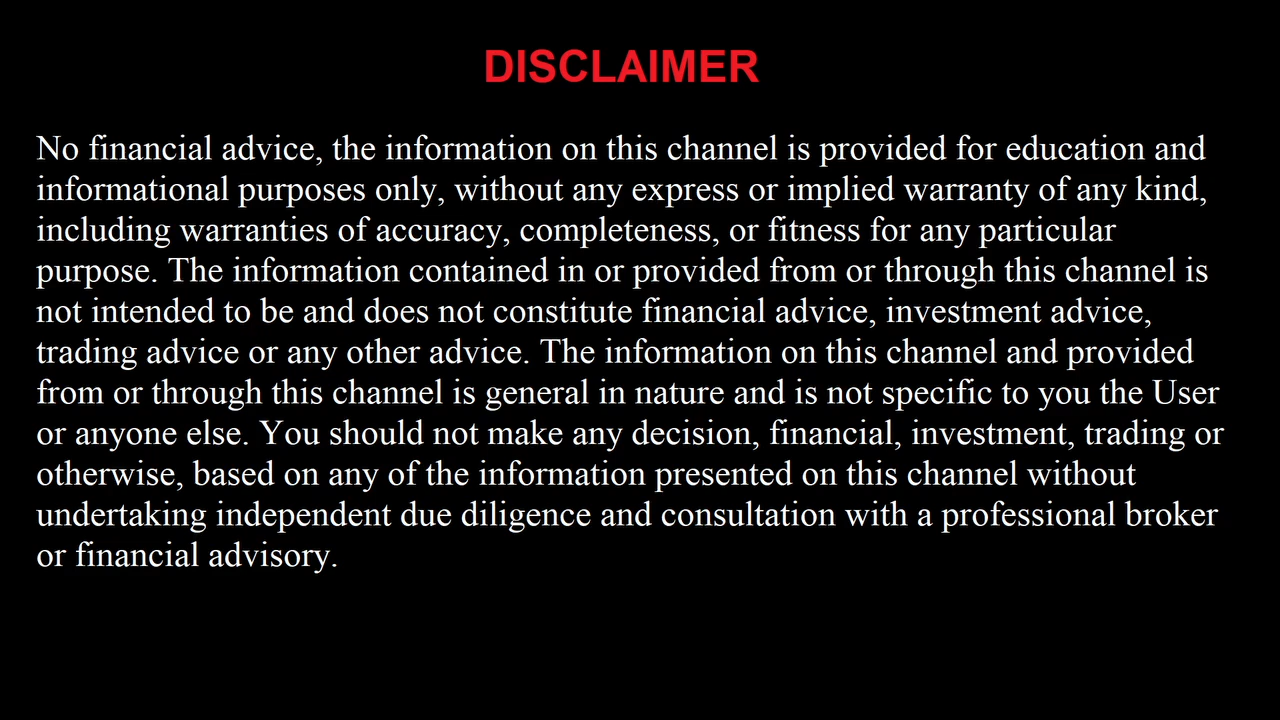 DISCLAIMER
No financial advice, the information on this channel is provided for education and
informational purposes only, without any express or implied warranty of any kind,
including warranties of accuracy, completeness, or fitness for any particular
purpose. The information contained in or provided from or through this channel is
not intended to be and does not constitute financial advice, investment advice,
trading advice or any other advice. The information on this channel and provided
from or through this channel is general in nature and is not specific to you the User
or anyone else. You should not make any decision, financial, investment, trading or
otherwise, based on any of the information presented on this channel without
undertaking independent due diligence and consultation with a professional broker
or financial advisory.